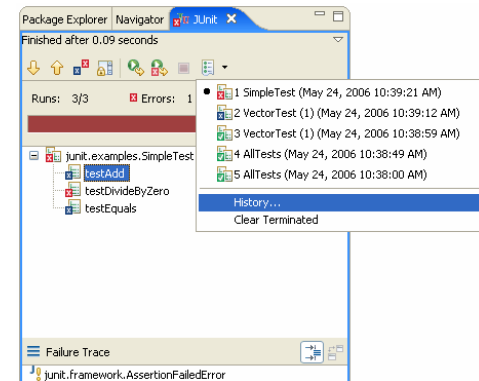 Package Explorer Navigator JUnit
Finished after 0.09 seconds
Runs: 3/3 Errors: 1
1 SimpleTest (May 24, 2006 10:39:21 AM)
2 VectorTest (1) (May 24, 2006 10:39:12 AM)
3 VectorTest (1) (May 24, 2006 10:38:59 AM)
4 AllTests (May 24, 2006 10:38:49 AM)
5 AllTests (May 24, 2006 10:38:00 AM)
History...
Clear Terminated
junit.examples.SimpleTest
testAdd
testDivideByZero
testEquals
Failure Trace
junit.framework.AssertionFailedError